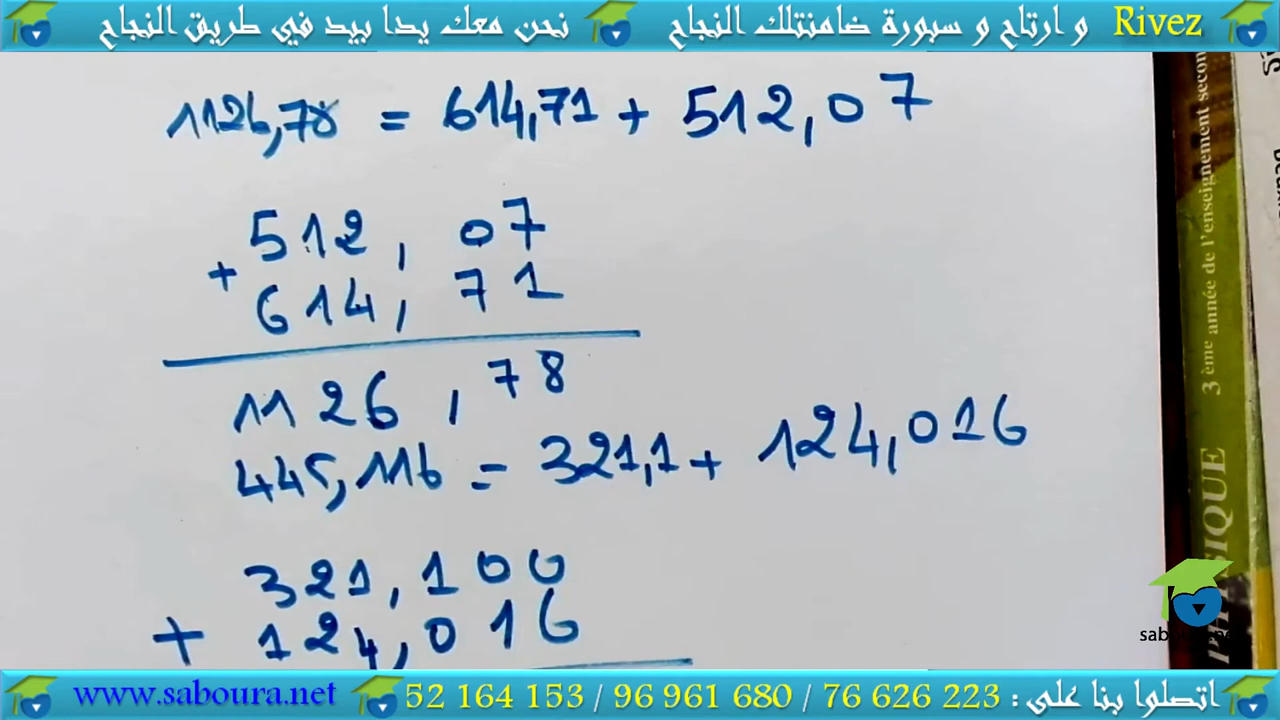 Rivez و ارتاح و سبورة ضامنتلك النجاح نحن معك يدا بيد في طريق النجاح
1126,78 = 614,71 + 512,07
512,07
+
614,71
1126,78
445,116 = 321,1 + 124,016
321,100
+ 124,016
3 ème année de l'enseignement secon
SIQUE
www.saboura.net 52 164 153 / 96 961 680 / 76 626 223 : اتصلوا بنا على